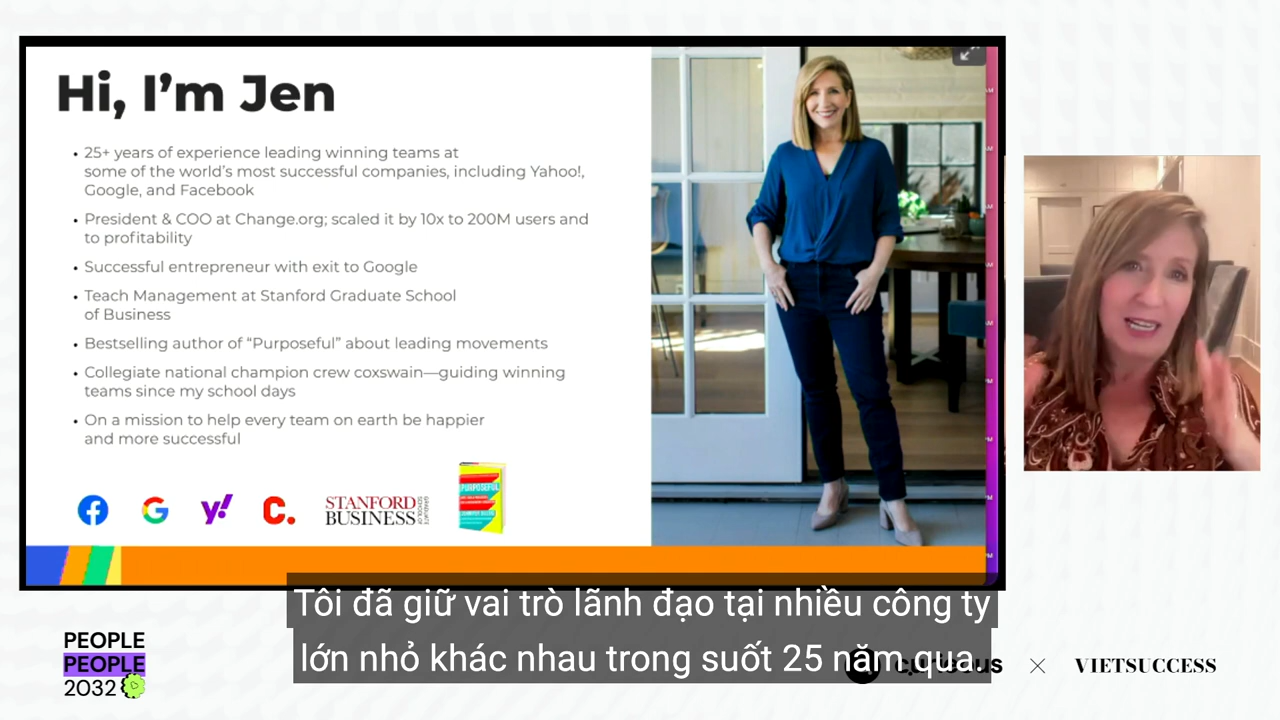 Hi, I'm Jen
• 25+ years of experience leading winning teams at
some of the world's most successful companies, including Yahoo!,
Google, and Facebook
• President & COO at Change.org; scaled it by 10x to 200M users and
to profitability
• Successful entrepreneur with exit to Google
• Teach Management at Stanford Graduate School
of Business
• Bestselling author of “Purposeful” about leading movements
• Collegiate national champion crew coxswain—guiding winning
teams since my school days
• On a mission to help every team on earth be happier
and more successful
y!
C.
STANFORD
BUSINESS
GRADUATE
SCHOOL OF
PURPOSEFUL
Tôi đã giữ vai trò lãnh đạo tại nhiều công ty
lớn nhỏ khác nhau trong suốt 25 năm qua.
PEOPLE
PEOPLE
2032
VIETSUCCESS